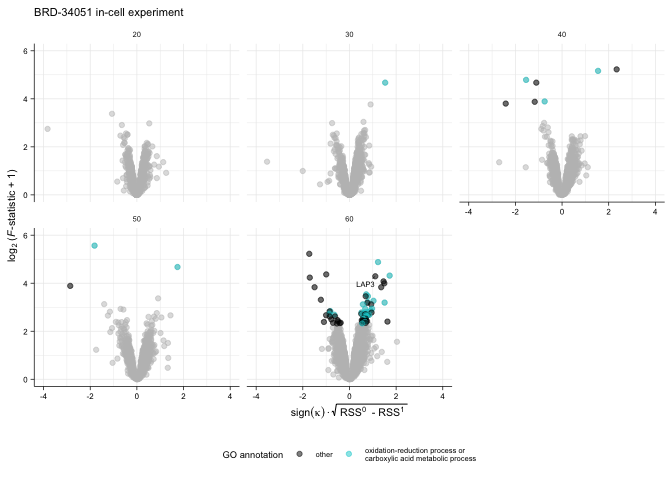 BRD-34051 in-cell experiment
20
30
40
6
4
2
0
-4 -2 0 2 4
50
60
6
4
2
0
LAP3
-4 -2 0 2 4
-4 -2 0 2 4
log₂ (F-statistic + 1)
sign(κ) · √RSS⁰ - RSS¹
GO annotation
other
oxidation-reduction process or
carboxylic acid metabolic process